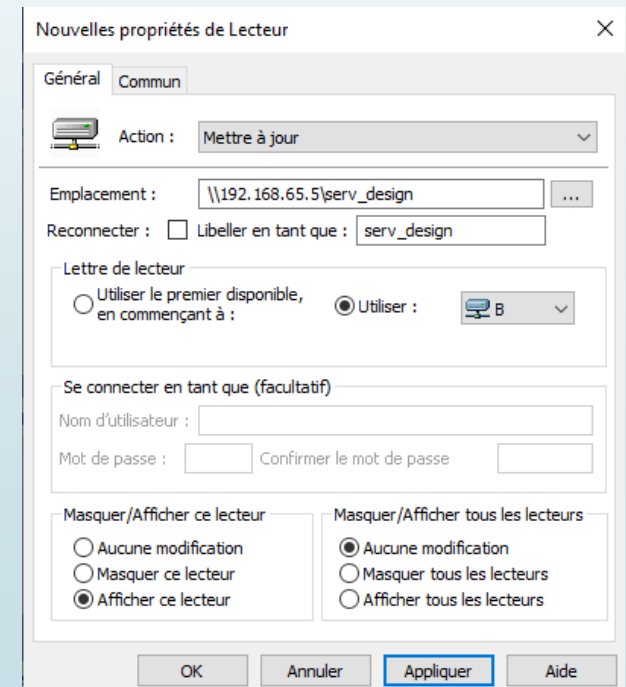 Nouvelles propriétés de Lecteur
Général
Commun
Action :
Mettre à jour
Emplacement :
\\192.168.65.5\serv_design
...
Reconnecter :
Libeller en tant que :
serv_design
Lettre de lecteur
Utiliser le premier disponible,
en commençant à :
Utiliser :
B
Se connecter en tant que (facultatif)
Nom d'utilisateur :
Mot de passe :
Confirmer le mot de passe
Masquer/Afficher ce lecteur
Aucune modification
Masquer ce lecteur
Afficher ce lecteur
Masquer/Afficher tous les lecteurs
Aucune modification
Masquer tous les lecteurs
Afficher tous les lecteurs
OK
Annuler
Appliquer
Aide